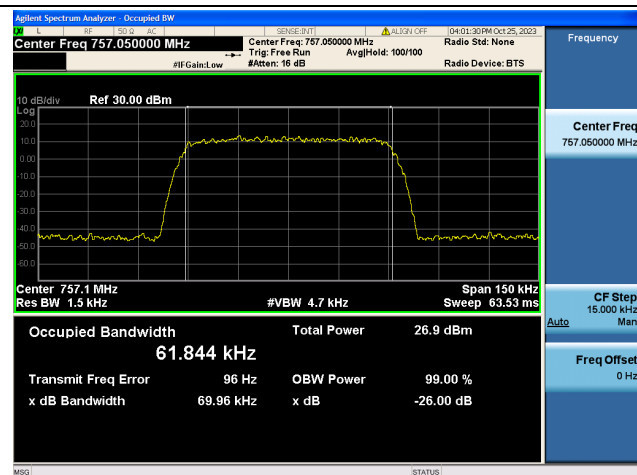 Agilent Spectrum Analyzer - Occupied BW
LXI L RF 50 Ω AC SENSE:INT ALIGN OFF 04:01:30 PM Oct 25, 2023
Center Freq 757.050000 MHz
Center Freq: 757.050000 MHz Radio Std: None
Trig: Free Run Avg|Hold: 100/100
#IFGain:Low #Atten: 16 dB Radio Device: BTS
10 dB/div Ref 30.00 dBm
Log
20.0
10.0
0.00
-10.0
-20.0
-30.0
-40.0
-50.0
-60.0
Center 757.1 MHz Span 150 kHz
Res BW 1.5 kHz #VBW 4.7 kHz Sweep 63.53 ms
Occupied Bandwidth Total Power 26.9 dBm
61.844 kHz
Transmit Freq Error 96 Hz OBW Power 99.00 %
x dB Bandwidth 69.96 kHz x dB -26.00 dB
MSG STATUS
Frequency
Center Freq
757.050000 MHz
CF Step
15.000 kHz
Auto Man
Freq Offset
0 Hz